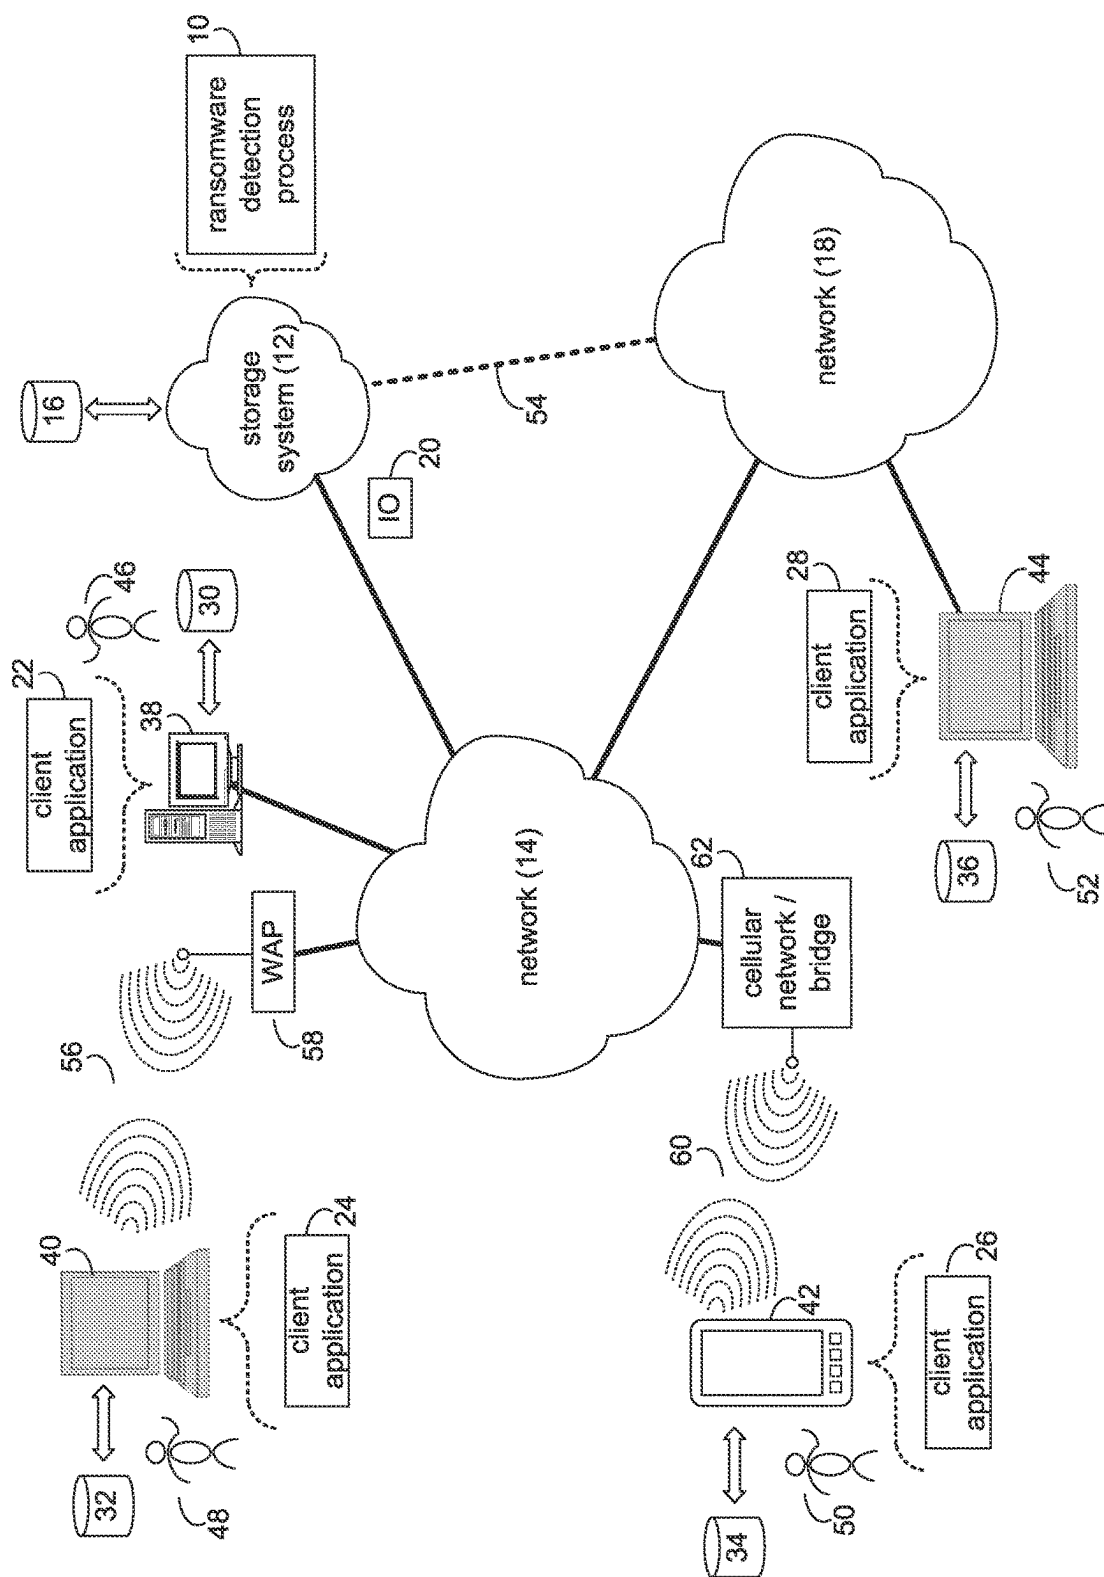 32
48
40
client
application
24
56
WAP
58
client
application
22
38
46
30
16
storage
system (12)
ransomware
detection
process
10
IO
20
54
network (14)
network (18)
34
50
42
client
application
26
60
cellular
network /
bridge
62
36
52
client
application
28
44